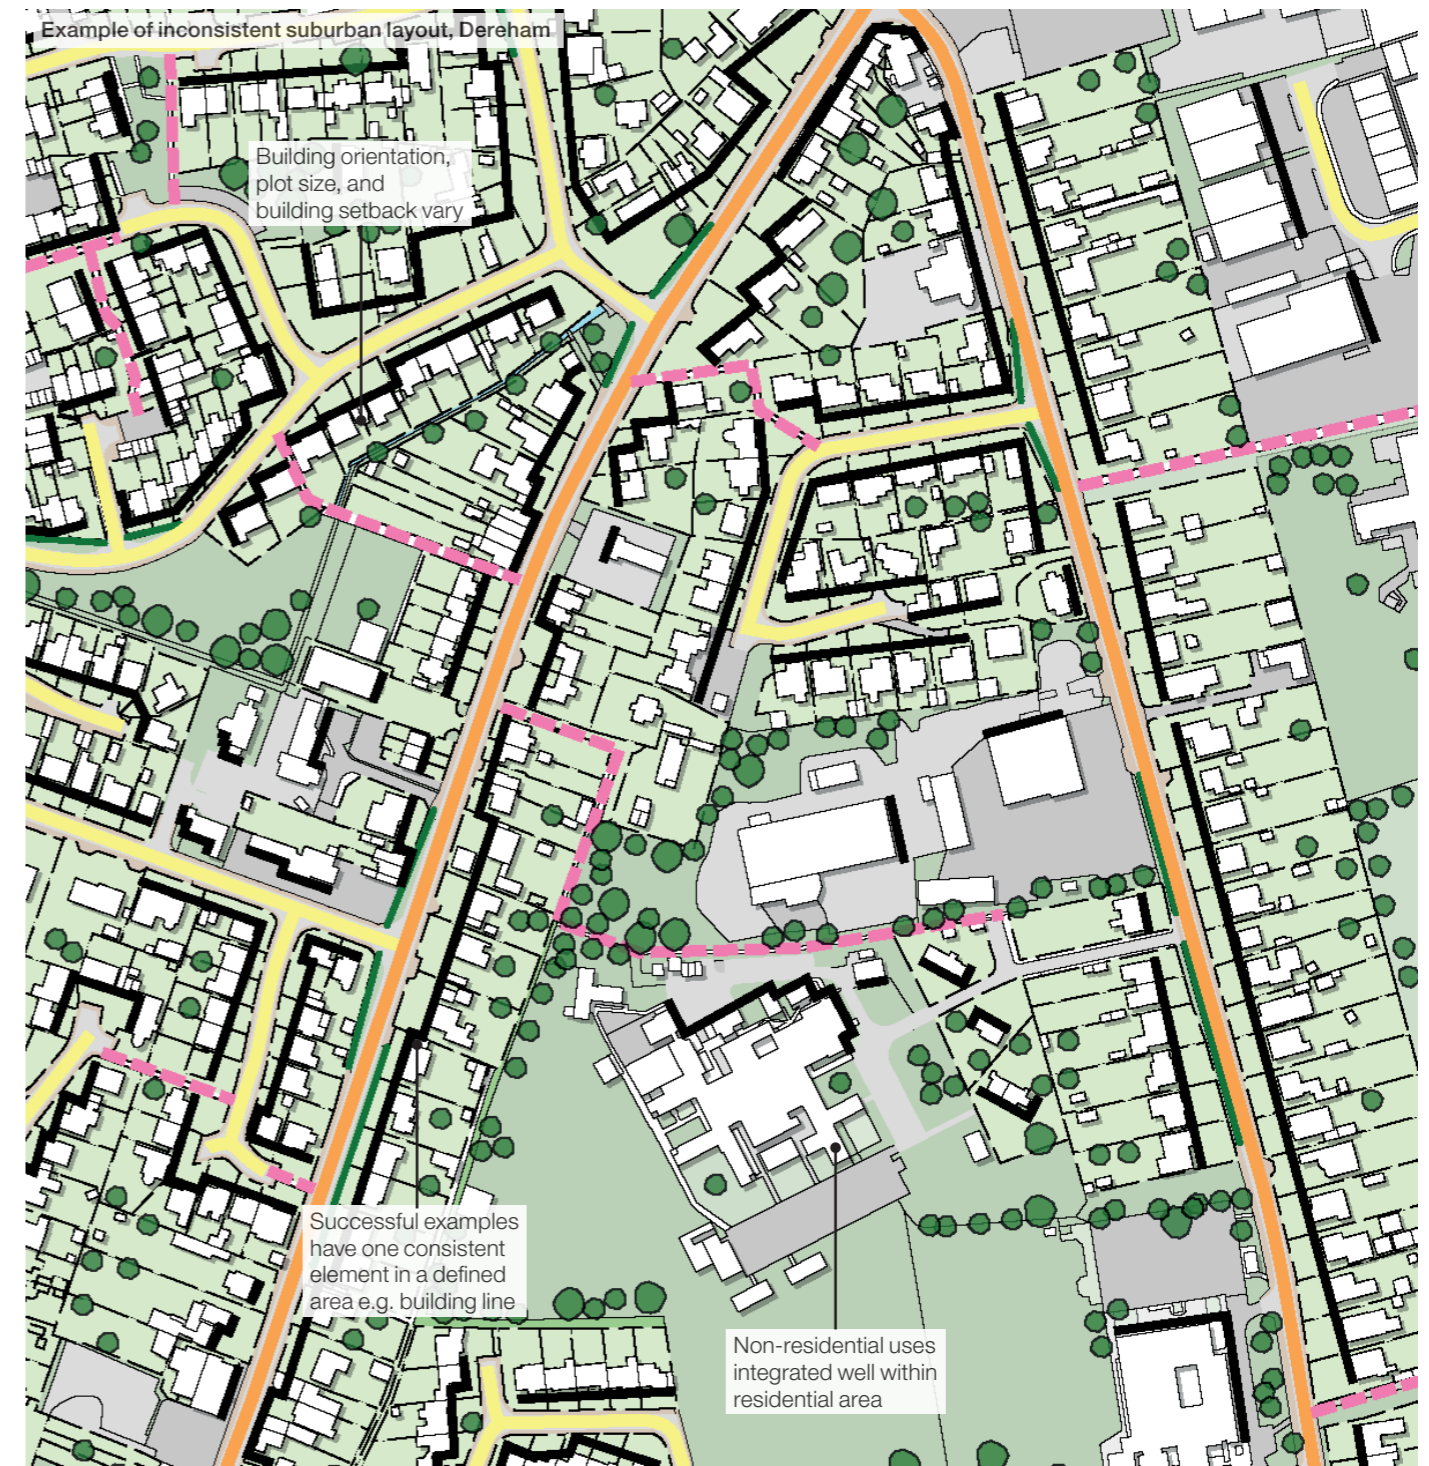 Example of inconsistent suburban layout, Dereham
Building orientation,
plot size, and
building setback vary
Successful examples
have one consistent
element in a defined
area e.g. building line
Non-residential uses
integrated well within
residential area